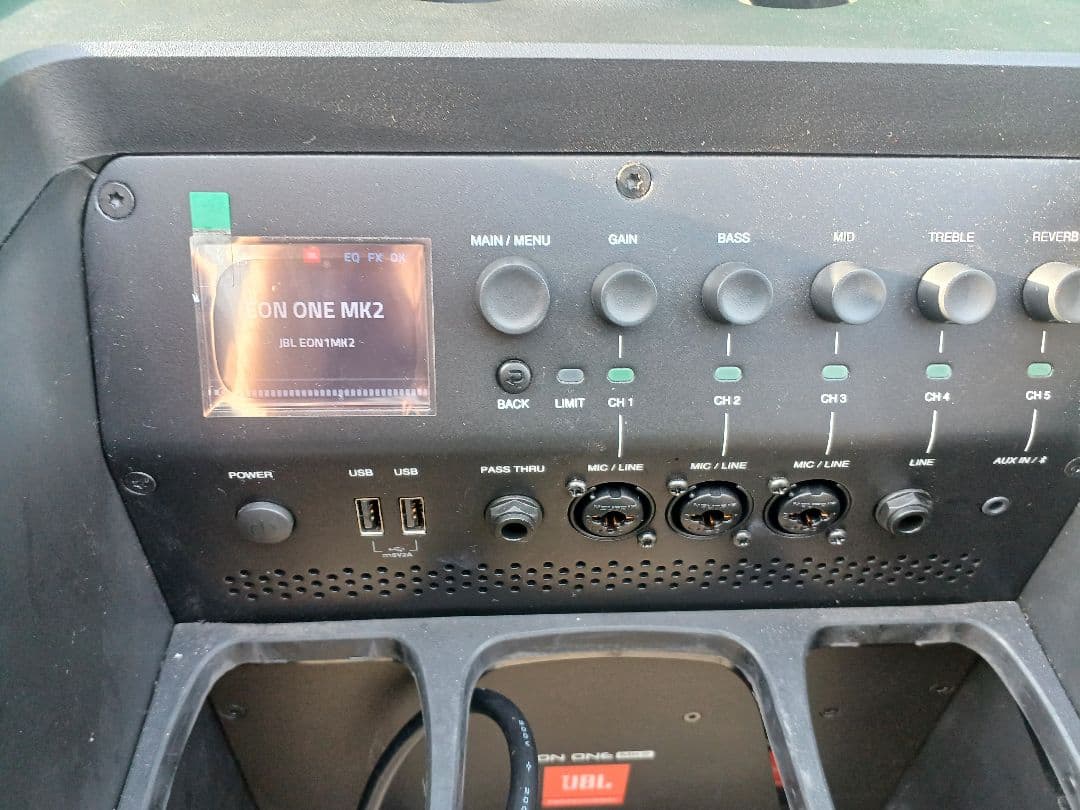 MAIN / MENU
GAIN
BASS
MID
TREBLE
REVERB
EQ FX
EON ONE MK2
JBL EON1MK2
BACK
LIMIT
CH 1
CH 2
CH 3
CH 4
CH 5
POWER
USB
USB
PASS THRU
MIC / LINE
MIC / LINE
MIC / LINE
LINE
AUX IN /
ON ONE MK2
JBL